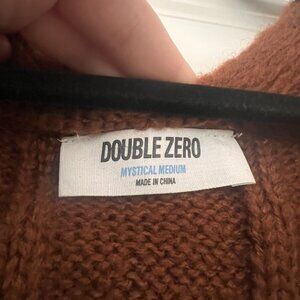 DOUBLE ZERO
MYSTICAL MEDIUM
MADE IN CHINA